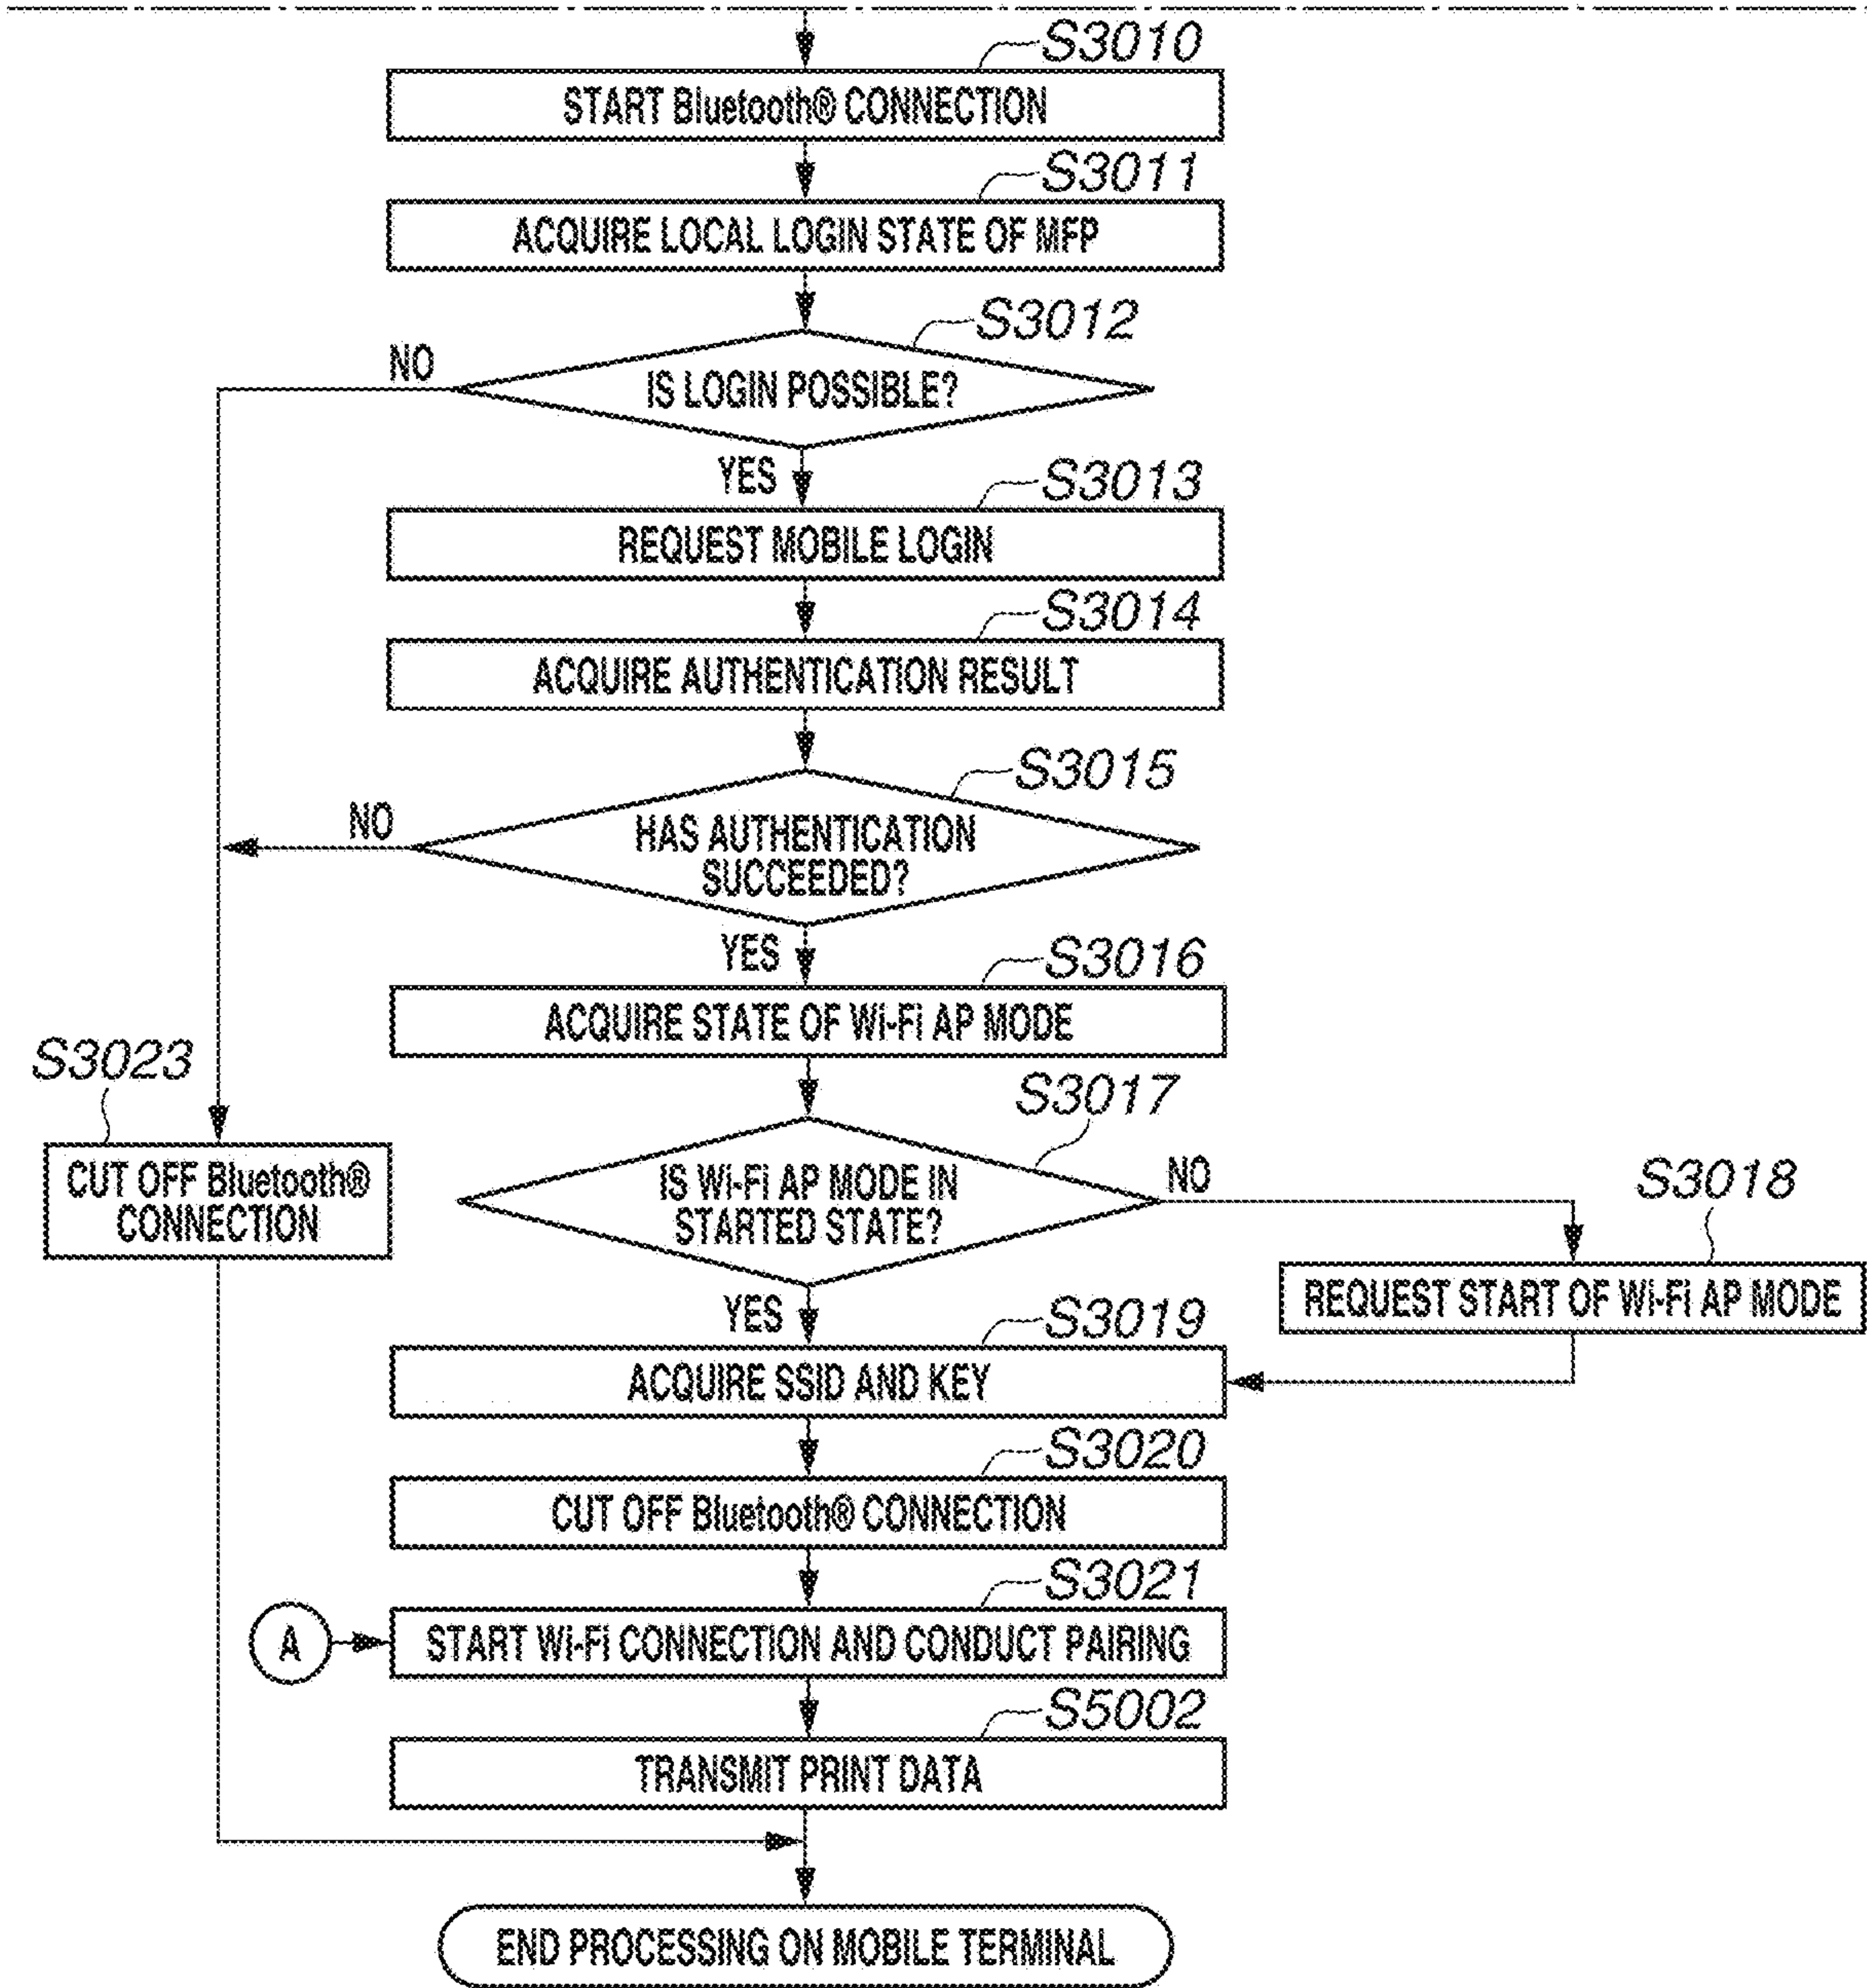 S3010
START Bluetooth® CONNECTION
S3011
ACQUIRE LOCAL LOGIN STATE OF MFP
S3012
NO
IS LOGIN POSSIBLE?
YES
S3013
REQUEST MOBILE LOGIN
S3014
ACQUIRE AUTHENTICATION RESULT
S3015
NO
HAS AUTHENTICATION
SUCCEEDED?
YES
S3016
ACQUIRE STATE OF Wi-Fi AP MODE
S3023
CUT OFF Bluetooth®
CONNECTION
S3017
IS Wi-Fi AP MODE IN
STARTED STATE?
NO
S3018
REQUEST START OF Wi-Fi AP MODE
YES
S3019
ACQUIRE SSID AND KEY
S3020
CUT OFF Bluetooth® CONNECTION
S3021
A
START Wi-Fi CONNECTION AND CONDUCT PAIRING
S5002
TRANSMIT PRINT DATA
END PROCESSING ON MOBILE TERMINAL